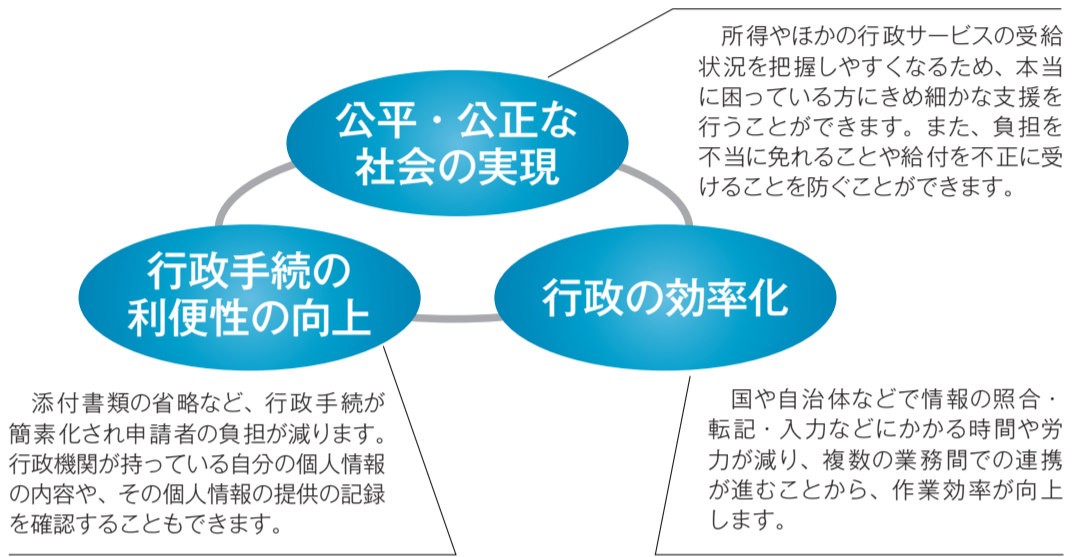 公平・公正な
社会の実現
所得やほかの行政サービスの受給
状況を把握しやすくなるため、本当
に困っている方にきめ細かな支援を
行うことができます。また、負担を
不当に免れることや給付を不正に受
けることを防ぐことができます。
行政手続の
利便性の向上
添付書類の省略など、行政手続が
簡素化され申請者の負担が減ります。
行政機関が持っている自分の個人情報
の内容や、その個人情報の提供の記録
を確認することもできます。
行政の効率化
国や自治体などで情報の照合・
転記・入力などにかかる時間や労
力が減り、複数の業務間での連携
が進むことから、作業効率が向上
します。